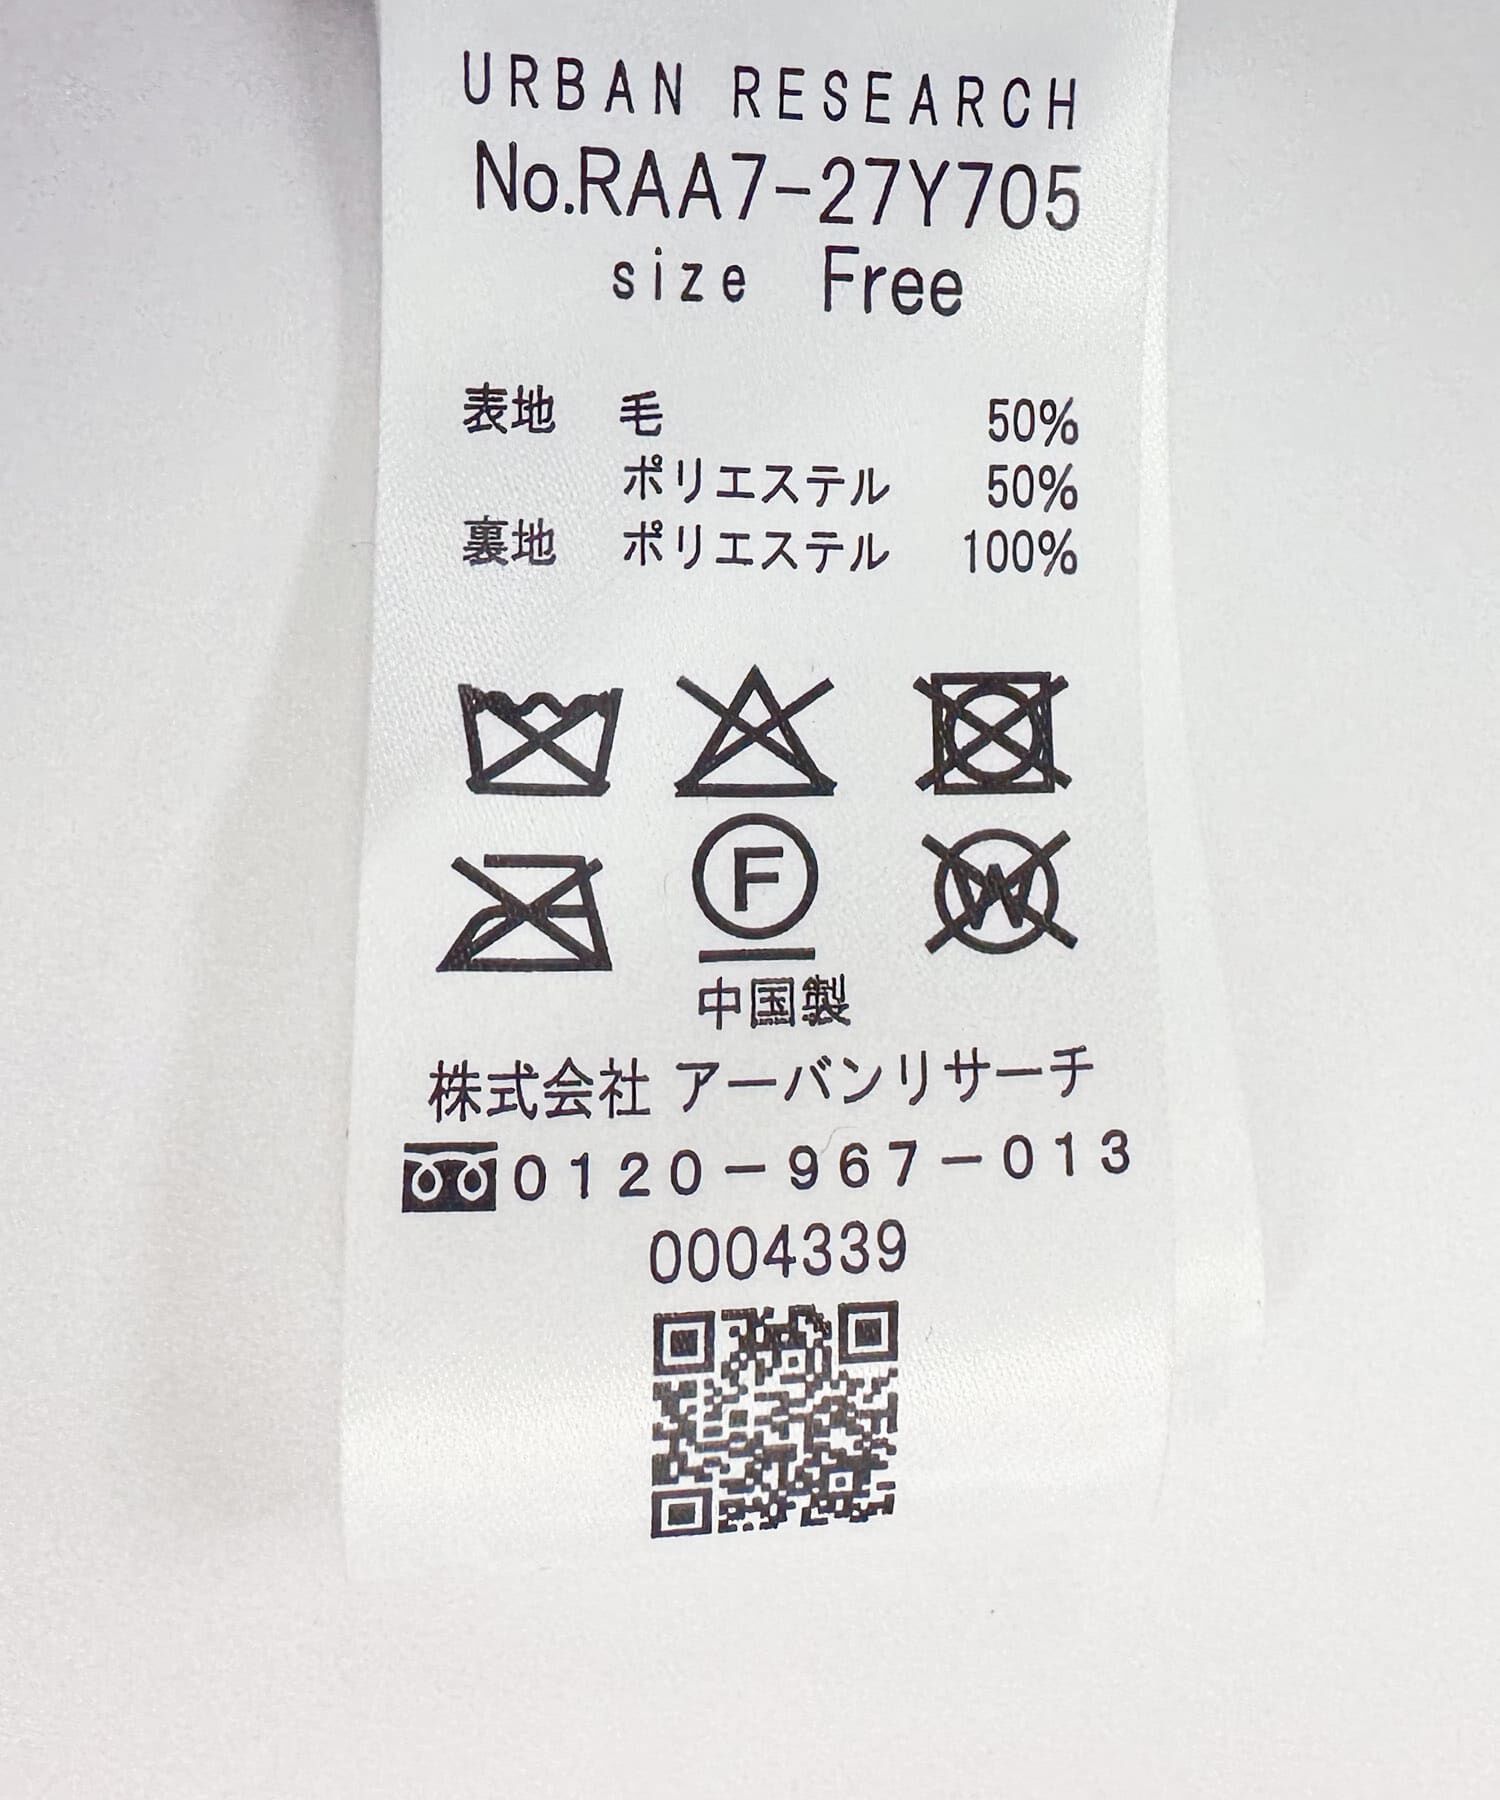 URBAN RESEARCH
No.RAA7-27Y705
size Free
表地 毛 50%
ポリエステル 50%
裏地 ポリエステル 100%
F W
中国製
株式会社 アーバンリサーチ
0120-967-013
0004339